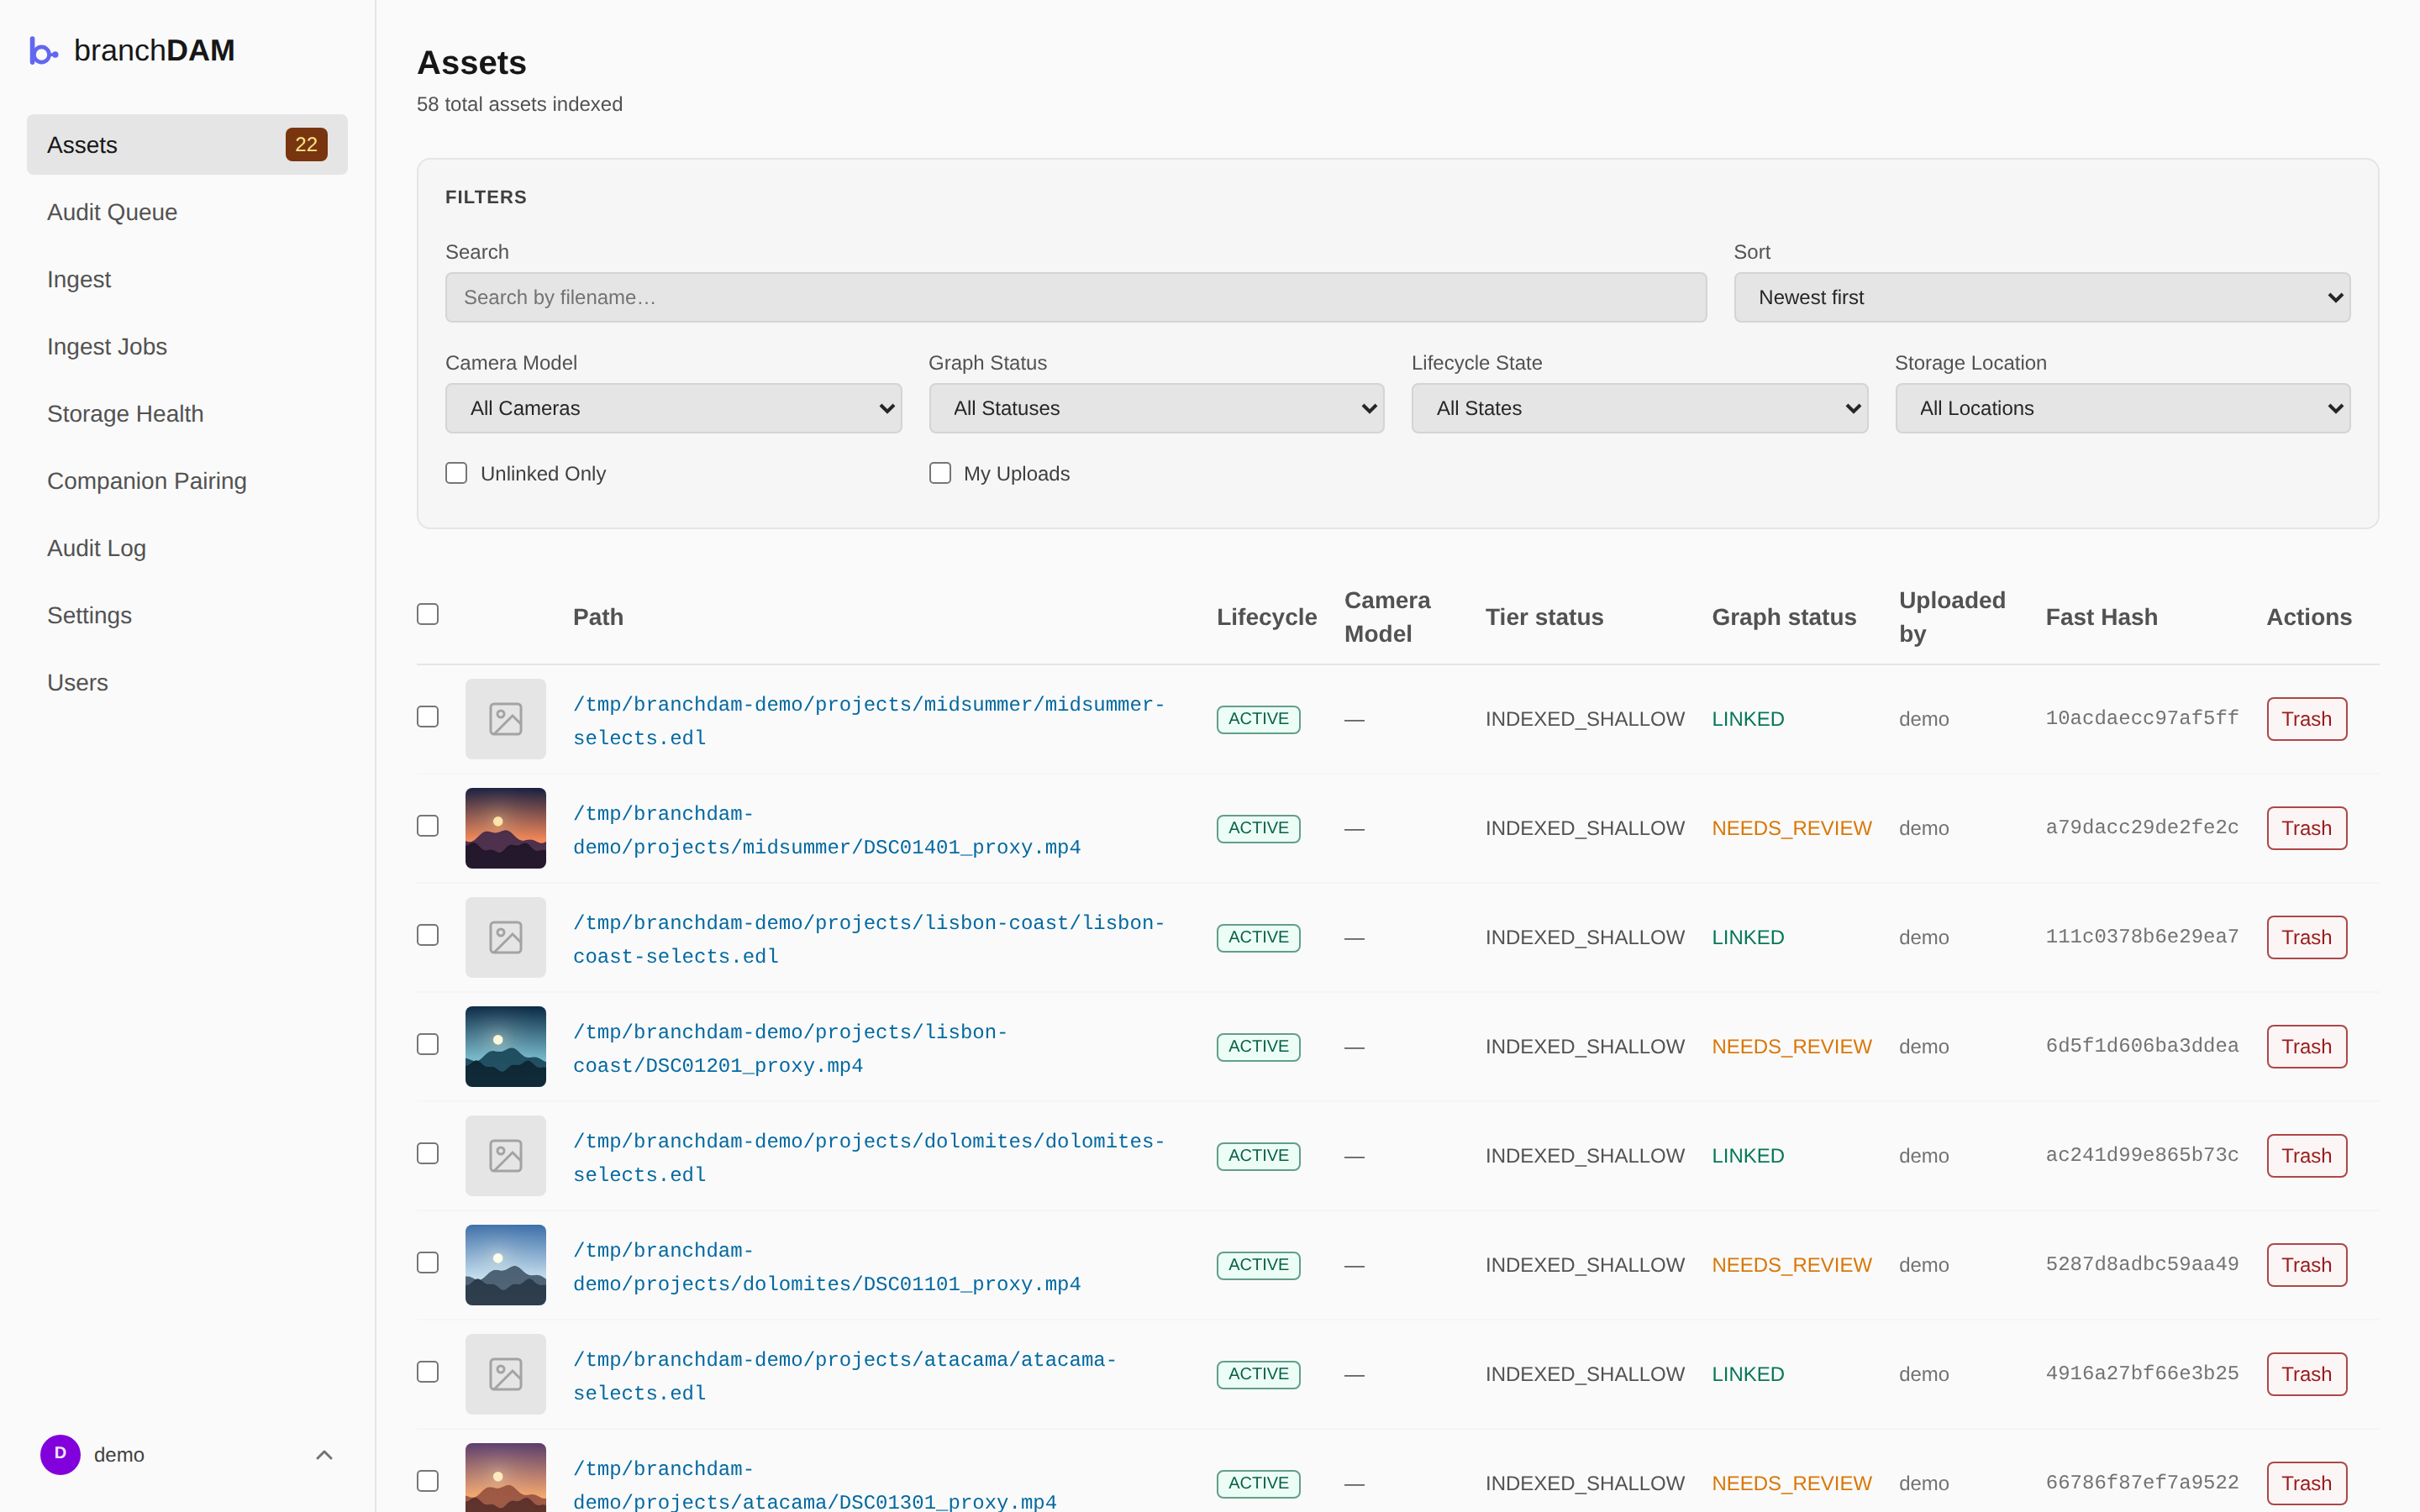 branchDAM
Assets
22
Audit Queue
Ingest
Ingest Jobs
Storage Health
Companion Pairing
Audit Log
Settings
Users
D
demo
Assets
58 total assets indexed
FILTERS
Search
Sort
Search by filename…
Newest first
Camera Model
Graph Status
Lifecycle State
Storage Location
All Cameras
All Statuses
All States
All Locations
Unlinked Only
My Uploads
Path
Lifecycle
Camera
Model
Tier status
Graph status
Uploaded
by
Fast Hash
Actions
/tmp/branchdam-demo/projects/midsummer/midsummer-
selects.edl
ACTIVE
—
INDEXED_SHALLOW
LINKED
demo
10acdaecc97af5ff
Trash
/tmp/branchdam-
demo/projects/midsummer/DSC01401_proxy.mp4
ACTIVE
—
INDEXED_SHALLOW
NEEDS_REVIEW
demo
a79dacc29de2fe2c
Trash
/tmp/branchdam-demo/projects/lisbon-coast/lisbon-
coast-selects.edl
ACTIVE
—
INDEXED_SHALLOW
LINKED
demo
111c0378b6e29ea7
Trash
/tmp/branchdam-demo/projects/lisbon-
coast/DSC01201_proxy.mp4
ACTIVE
—
INDEXED_SHALLOW
NEEDS_REVIEW
demo
6d5f1d606ba3ddea
Trash
/tmp/branchdam-demo/projects/dolomites/dolomites-
selects.edl
ACTIVE
—
INDEXED_SHALLOW
LINKED
demo
ac241d99e865b73c
Trash
/tmp/branchdam-
demo/projects/dolomites/DSC01101_proxy.mp4
ACTIVE
—
INDEXED_SHALLOW
NEEDS_REVIEW
demo
5287d8adbc59aa49
Trash
/tmp/branchdam-demo/projects/atacama/atacama-
selects.edl
ACTIVE
—
INDEXED_SHALLOW
LINKED
demo
4916a27bf66e3b25
Trash
/tmp/branchdam-
demo/projects/atacama/DSC01301_proxy.mp4
ACTIVE
—
INDEXED_SHALLOW
NEEDS_REVIEW
demo
66786f87ef7a9522
Trash